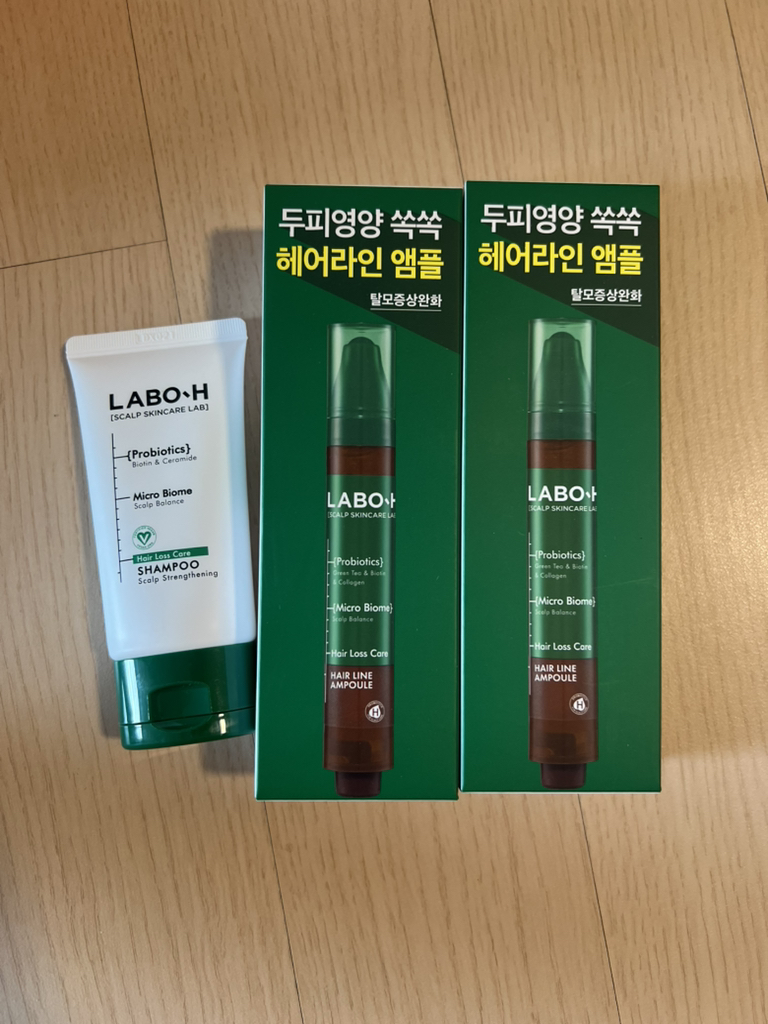 LABO-H
[SCALP SKINCARE LAB]
{Probiotics}
Biotin & Ceramide
Micro Biome
Scalp Balance
Hair Loss Care
SHAMPOO
Scalp Strengthening
두피영양 쏙쏙
헤어라인 앰플
탈모증상완화
LABO-H
[SCALP SKINCARE LAB
{Probiotics}
Green Tea & Biotin
& Collagen
{Micro Biome}
Scalp Balance
Hair Loss Care
HAIR LINE
AMPOULE
두피영양 쏙쏙
헤어라인 앰플
탈모증상완화
LABO-H
[SCALP SKINCARE LAB
{Probiotics}
Green Tea & Biotin
& Collagen
{Micro Biome}
Scalp Balance
Hair Loss Care
HAIR LINE
AMPOULE